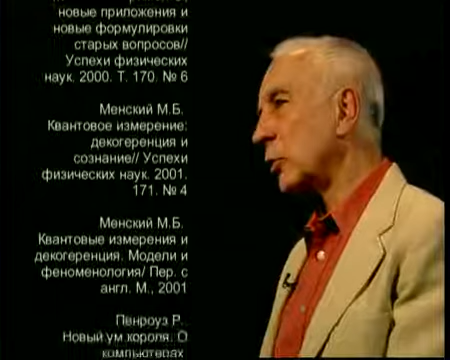 новые приложения и
новые формулировки
старых вопросов//
Успехи физических
наук. 2000. Т. 170. № 6
Менский М.Б.
Квантовое измерение:
декогеренция и
сознание// Успехи
физических наук. 2001.
171. № 4
Менский М.Б.
Квантовые измерения и
декогеренция. Модели и
феноменология/ Пер. с
англ. М., 2001
Пенроуз Р.
Новый ум короля. О
компьютерах,